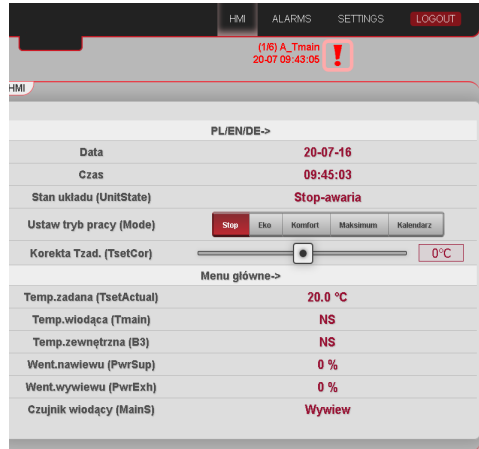 HMI ALARMS SETTINGS LOGOUT
(1/6) A_Tmain
20-07 09:43:05
HMI
PL/EN/DE->
Data 20-07-16
Czas 09:45:03
Stan układu (UnitState) Stop-awaria
Ustaw tryb pracy (Mode) Stop Eko Komfort Maksimum Kalendarz
Korekta Tzad. (TsetCor) 0°C
Menu główne->
Temp.zadana (TsetActual) 20.0 °C
Temp.wiodąca (Tmain) NS
Temp.zewnętrzna (B3) NS
Went.nawiewu (PwrSup) 0 %
Went.wywiewu (PwrExh) 0 %
Czujnik wiodący (MainS) Wywiew